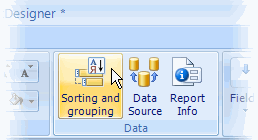 Designer *
A
A
Z
Sorting and
grouping
Data
Source
Report
Info
Field
Data